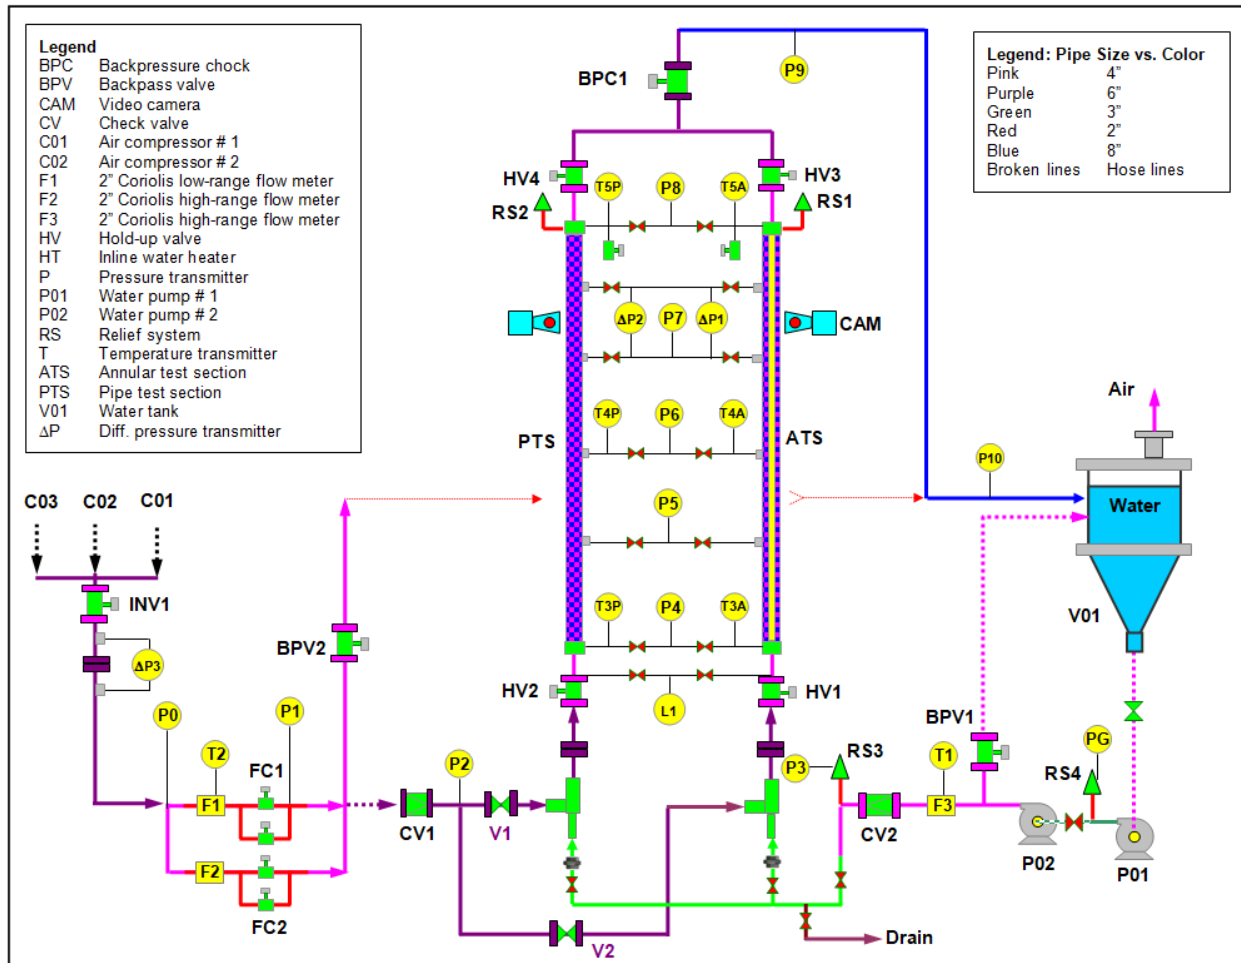 Legend
BPC Backpressure chock
BPV Backpass valve
CAM Video camera
CV Check valve
C01 Air compressor # 1
C02 Air compressor # 2
F1 2” Coriolis low-range flow meter
F2 2” Coriolis high-range flow meter
F3 2” Coriolis high-range flow meter
HV Hold-up valve
HT Inline water heater
P Pressure transmitter
P01 Water pump # 1
P02 Water pump # 2
RS Relief system
T Temperature transmitter
ATS Annular test section
PTS Pipe test section
V01 Water tank
ΔP Diff. pressure transmitter
Legend: Pipe Size vs. Color
Pink 4”
Purple 6”
Green 3”
Red 2”
Blue 8”
Broken lines Hose lines
BPC1
P9
HV4
T5P
P8
T5A
HV3
RS2
RS1
ΔP2
P7
ΔP1
CAM
T4P
P6
T4A
PTS
ATS
Air
P10
P5
Water
C03
C02
C01
INV1
T3P
P4
T3A
V01
BPV2
ΔP3
HV2
L1
HV1
P0
P1
T2
FC1
P2
P3
RS3
BPV1
T1
PG
RS4
F1
CV1
V1
CV2
F3
P02
P01
F2
FC2
V2
Drain